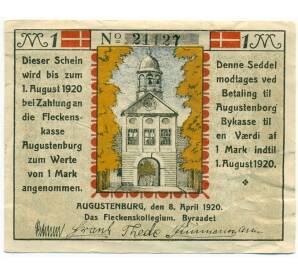 M 1 No 21127 1 M
Dieser Schein
wird bis zum
1. August 1920
bei Zahlung an
die Fleckens-
kasse
Augustenburg
zum Werte
von 1 Mark
angenommen.
Denne Seddel
modtages ved
Betaling til
Augustenborg
Bykasse til
en Værdi af
1 Mark indtil
1. August 1920.
AUGUSTENBURG, den 8. April 1920.
Das Fleckenskollegium. Byraadet
Frantz Thede